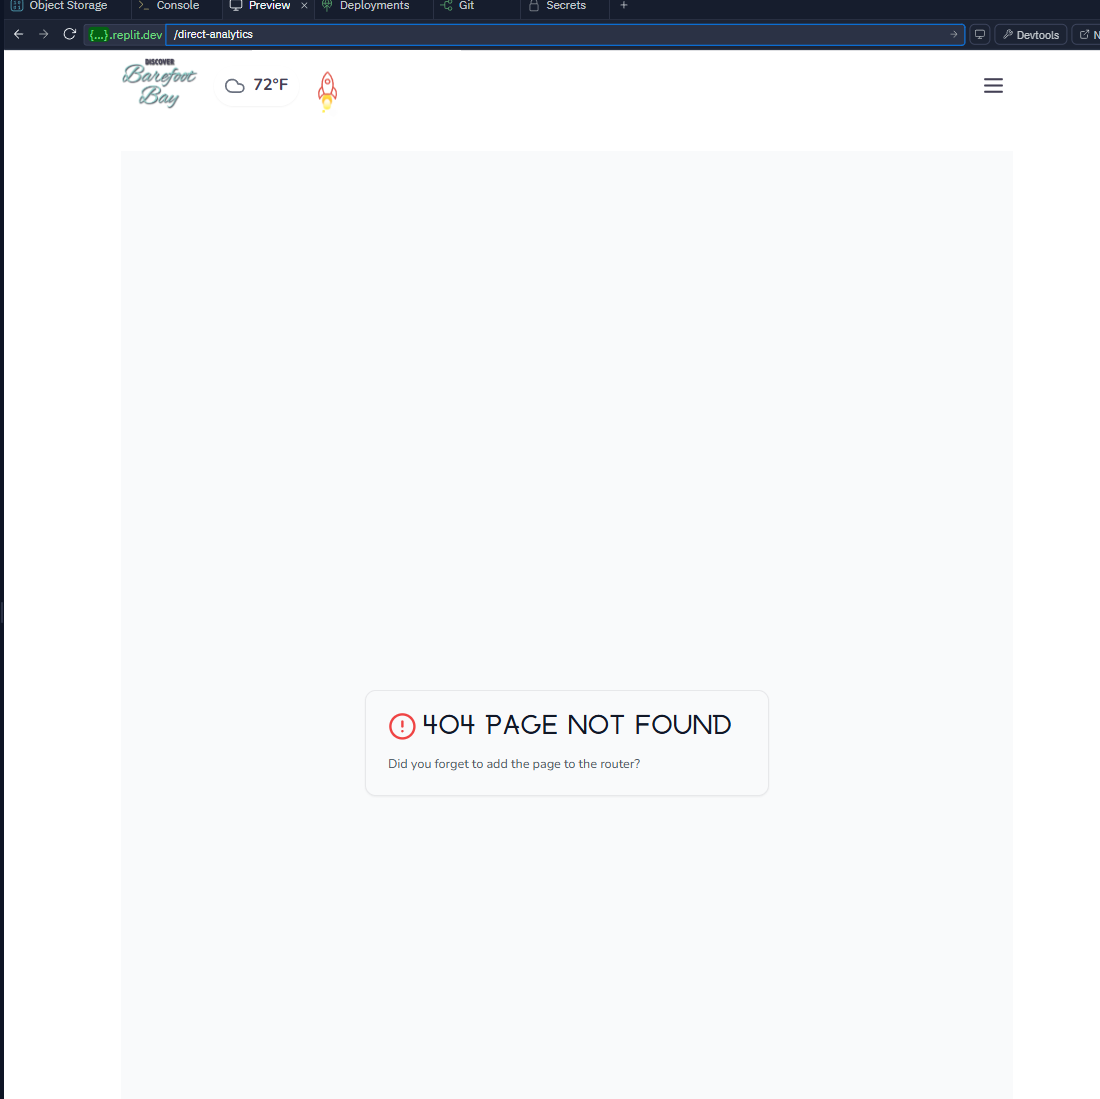 Object Storage
Console
Preview
Deployments
Git
Secrets
{...}.replit.dev
/direct-analytics
Devtools
N
DISCOVER
Barefoot
Bay
72°F
404 PAGE NOT FOUND
Did you forget to add the page to the router?